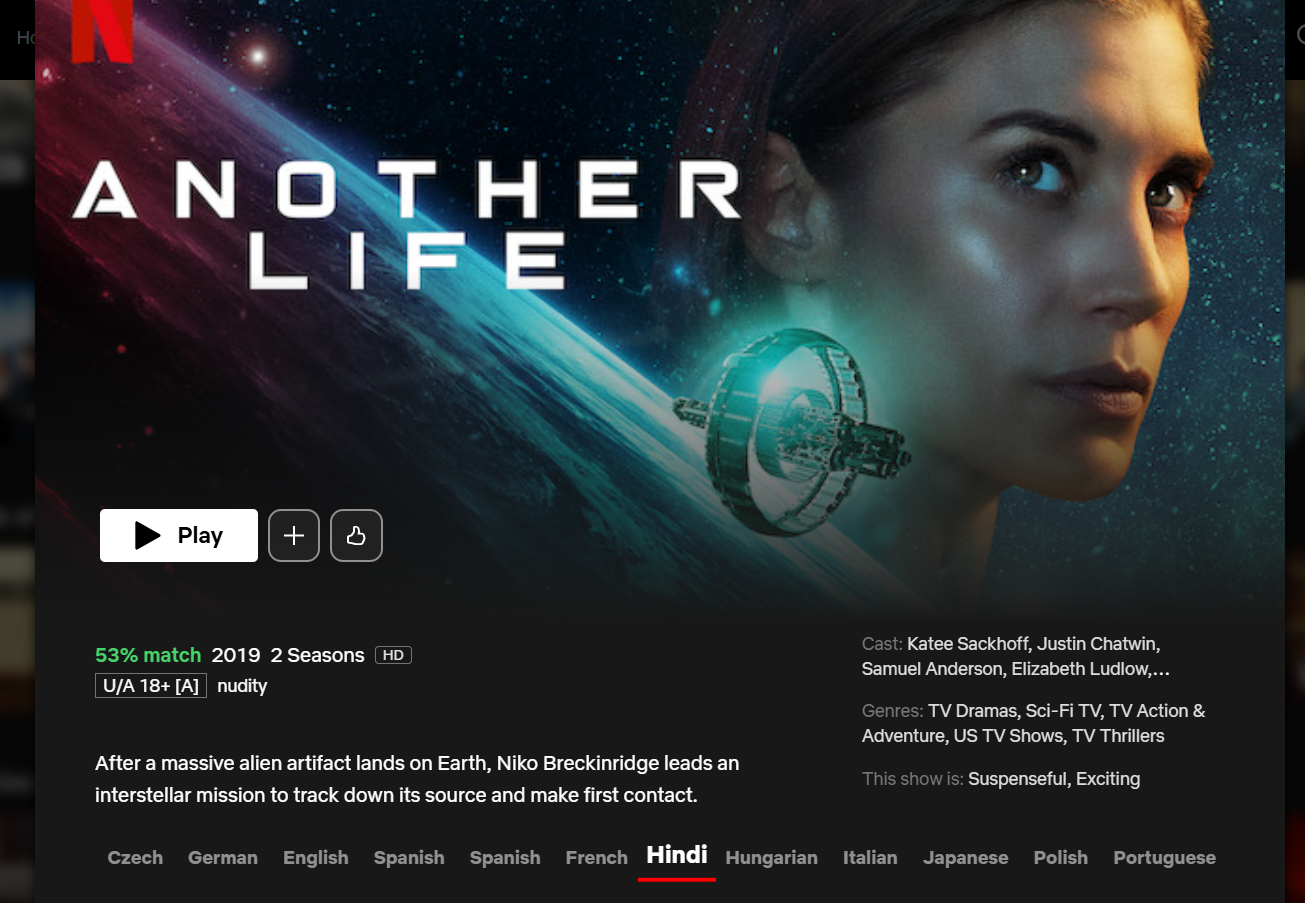 ANOTHER
LIFE
Play
53% match 2019 2 Seasons HD
U/A 18+ [A] nudity
After a massive alien artifact lands on Earth, Niko Breckinridge leads an
interstellar mission to track down its source and make first contact.
Cast: Katee Sackhoff, Justin Chatwin,
Samuel Anderson, Elizabeth Ludlow,...
Genres: TV Dramas, Sci-Fi TV, TV Action &
Adventure, US TV Shows, TV Thrillers
This show is: Suspenseful, Exciting
Czech German English Spanish Spanish French Hindi Hungarian Italian Japanese Polish Portuguese